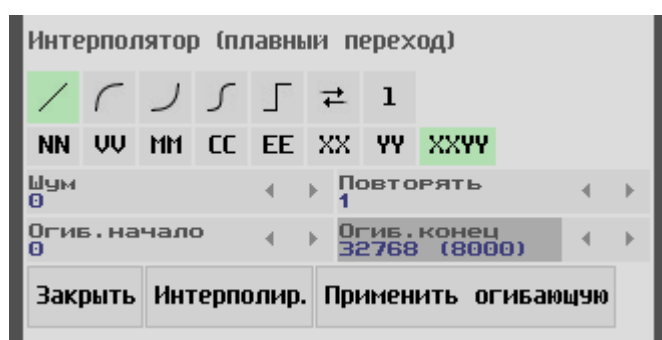 Интерполятор (плавный переход)
1
NN VV MM CC EE XX YY XXYY
Шум Повторять
0 1
Огиб.начало Огиб.конец
0 32768 (8000)
Закрыть Интерполир. Применить огибающую